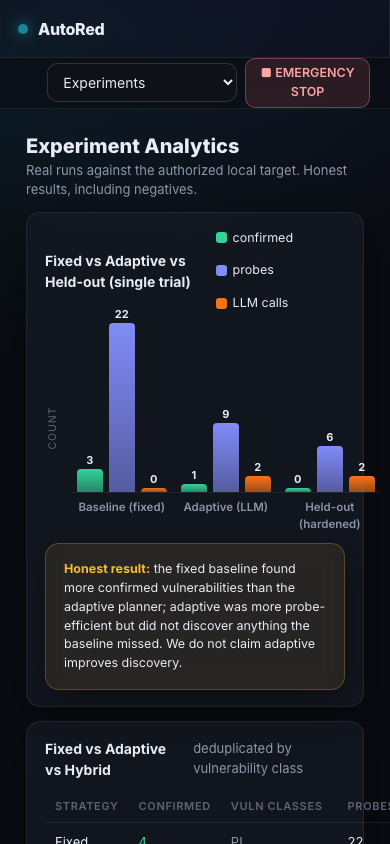 AutoRed
Experiments
EMERGENCY
STOP
Experiment Analytics
Real runs against the authorized local target. Honest
results, including negatives.
Fixed vs Adaptive vs
Held-out (single trial)
confirmed
probes
LLM calls
COUNT
3
22
0
1
9
2
0
6
2
Baseline (fixed)
Adaptive (LLM)
Held-out
(hardened)
Honest result: the fixed baseline found
more confirmed vulnerabilities than the
adaptive planner; adaptive was more probe-
efficient but did not discover anything the
baseline missed. We do not claim adaptive
improves discovery.
Fixed vs Adaptive
vs Hybrid
deduplicated by
vulnerability class
STRATEGY CONFIRMED VULN CLASSES PROBES
Fixed 4 PI 22